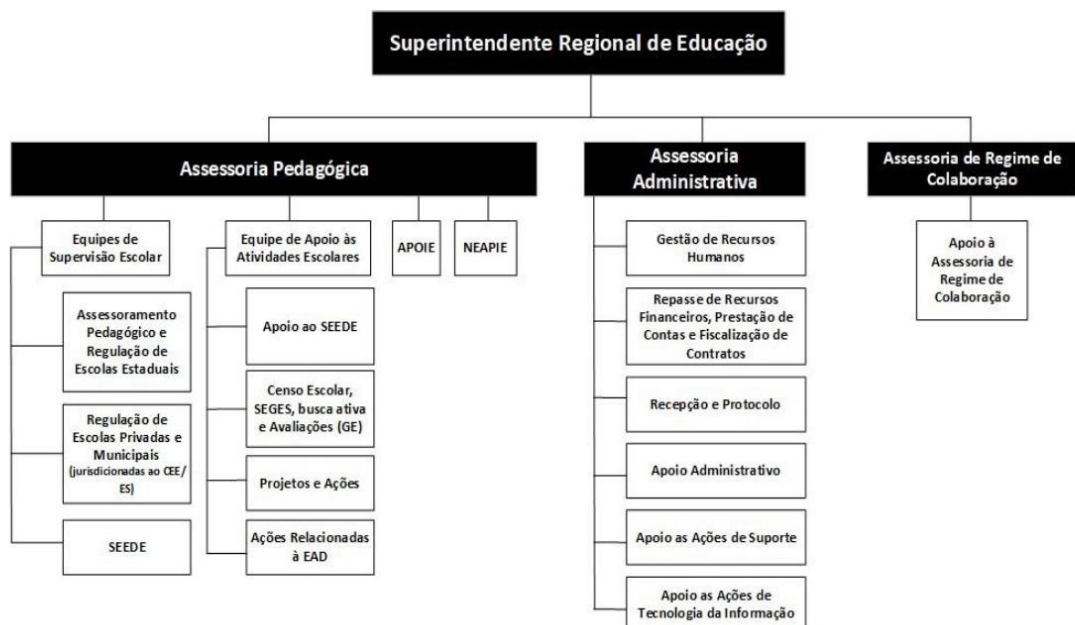 Superintendente Regional de Educação
Assessoria Pedagógica
Equipes de
Supervisão Escolar
Assessoramento
Pedagógico e
Regulação de
Escolas Estaduais
Regulação de
Escolas Privadas e
Municipais
(jurisdicionadas ao CEE/
ES)
SEEDE
Equipe de Apoio às
Atividades Escolares
Apoio ao SEEDE
Censo Escolar,
SEGES, busca ativa
e Avaliações (GE)
Projetos e Ações
Ações Relacionadas
à EAD
APOIE
NEAPIE
Assessoria
Administrativa
Gestão de Recursos
Humanos
Repasse de Recursos
Financeiros, Prestação de
Contas e Fiscalização de
Contratos
Recepção e Protocolo
Apoio Administrativo
Apoio as Ações de Suporte
Apoio as Ações de
Tecnologia da Informação
Assessoria de Regime de
Colaboração
Apoio à
Assessoria de
Regime de
Colaboração